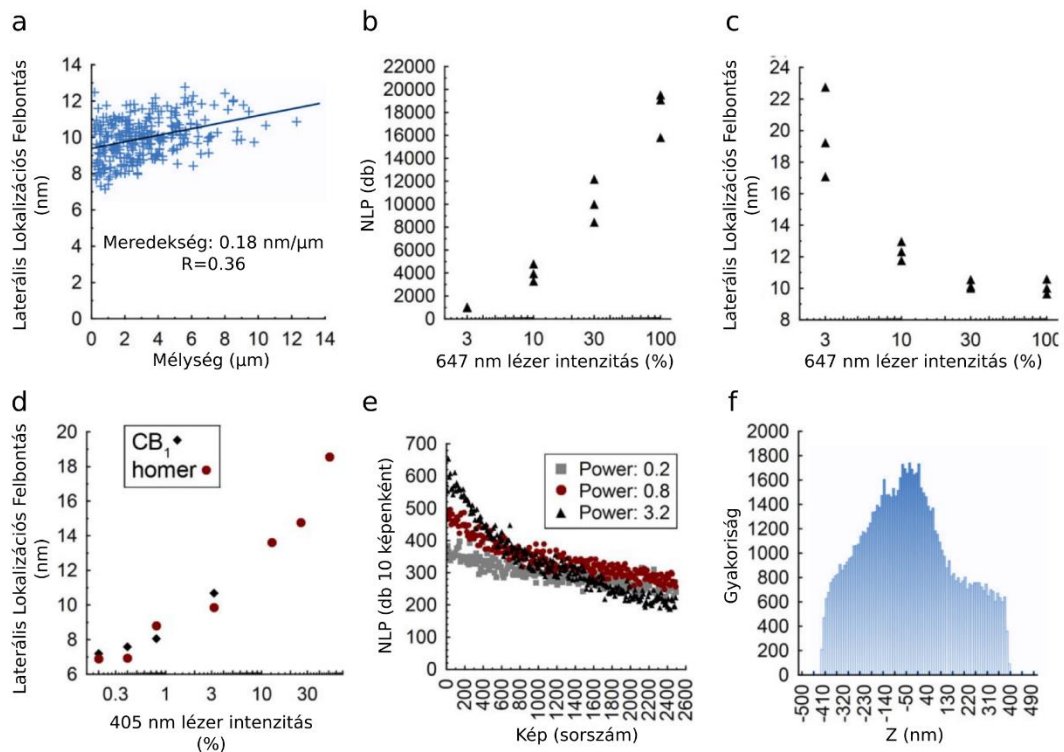 a
Laterális Lokalizációs Felbontás
(nm)
14
12
10
8
6
4
2
0
Meredekség: 0.18 nm/µm
R=0.36
0 2 4 6 8 10 12 14
Mélység (µm)
b
NLP (db)
22000
20000
18000
16000
14000
12000
10000
8000
6000
4000
2000
0
3 10 30 100
647 nm lézer intenzitás (%)
c
Laterális Lokalizációs Felbontás
(nm)
24
22
20
18
16
14
12
10
8
3 10 30 100
647 nm lézer intenzitás (%)
d
Laterális Lokalizációs Felbontás
(nm)
20
18
16
14
12
10
8
6
CB1
homer
0.3 1 3 10 30
405 nm lézer intenzitás
(%)
e
NLP (db 10 képenként)
700
600
500
400
300
200
100
0
Power: 0.2
Power: 0.8
Power: 3.2
0 200 400 600 800 1000 1200 1400 1600 1800 2000 2200 2400 2600
Kép (sorszám)
f
Gyakoriság
2000
1800
1600
1400
1200
1000
800
600
400
200
0
-500 -410 -320 -230 -140 -50 40 130 220 310 400 490
Z (nm)